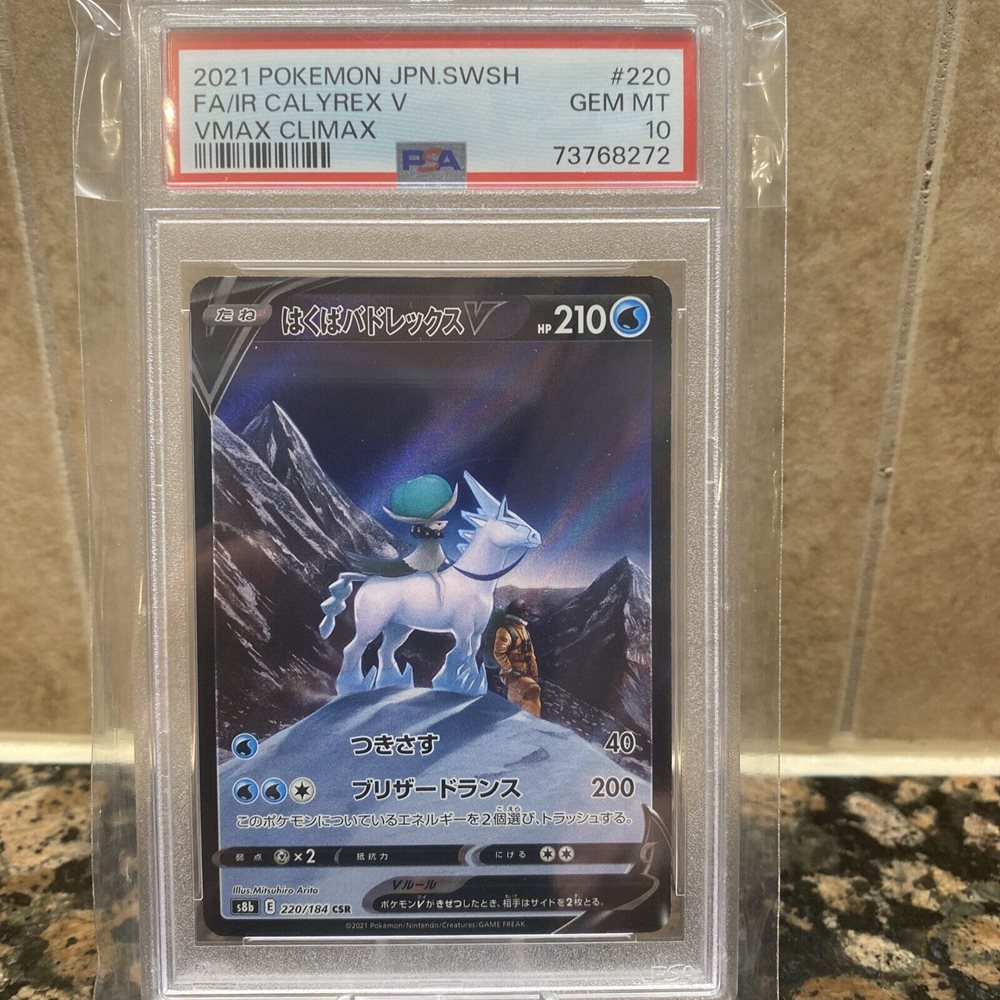 2021 POKEMON JPN.SWSH #220
FA/IR CALYREX V GEM MT
VMAX CLIMAX 10
PSA 73768272
たね はくばバドレックスV HP210
つきさす 40
ブリザードランス 200
このポケモンについているエネルギーを2個選び、トラッシュする。
弱点 ×2 抵抗力 にげる
Vルール
Illus.Mitsuhiro Arita
ポケモンVがきぜつしたとき、相手はサイドを2枚とる。
s8b E 220/184 CSR
©2021 Pokémon/Nintendo/Creatures/GAME FREAK.